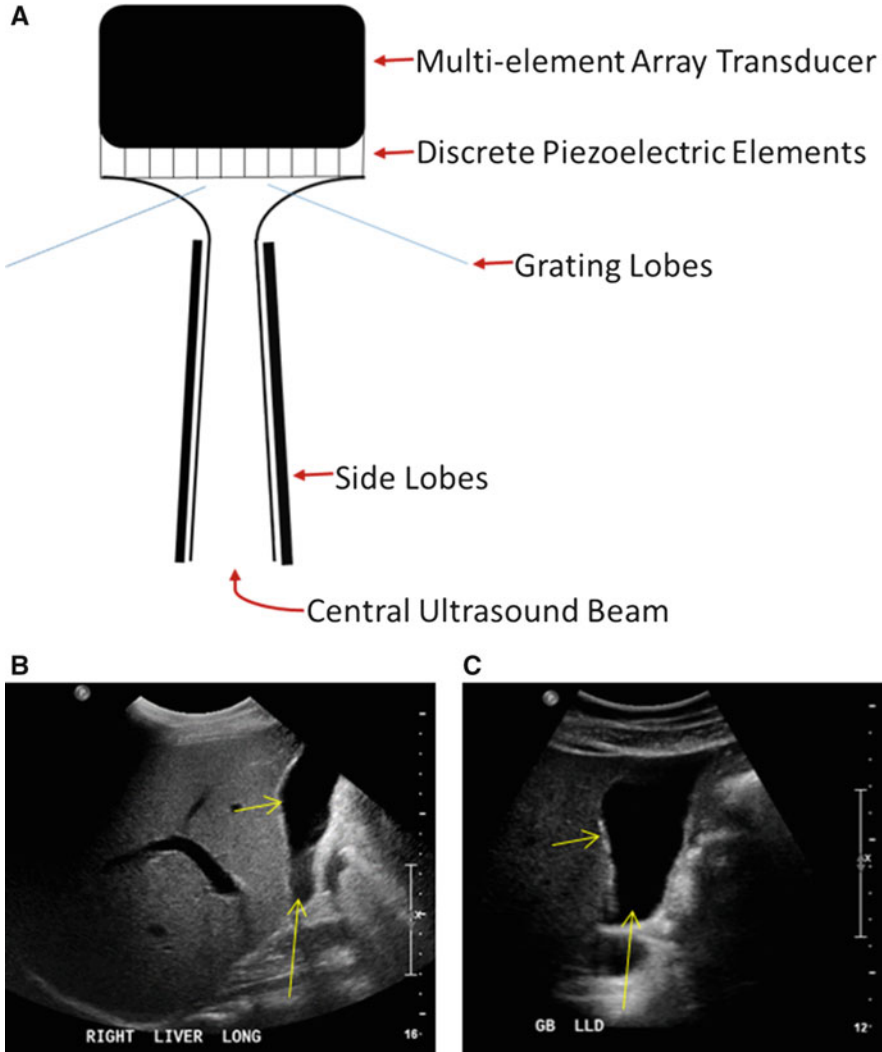 A
Multi-element Array Transducer
Discrete Piezoelectric Elements
Grating Lobes
Side Lobes
Central Ultrasound Beam
B
C
x
x
RIGHT LIVER LONG
16
GB LLD
12